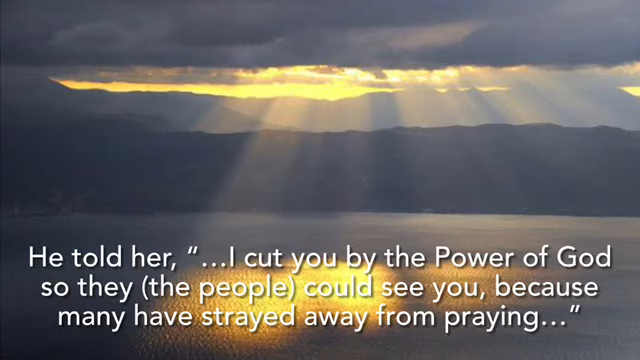 He told her, “…I cut you by the Power of God
so they (the people) could see you, because
many have strayed away from praying…”